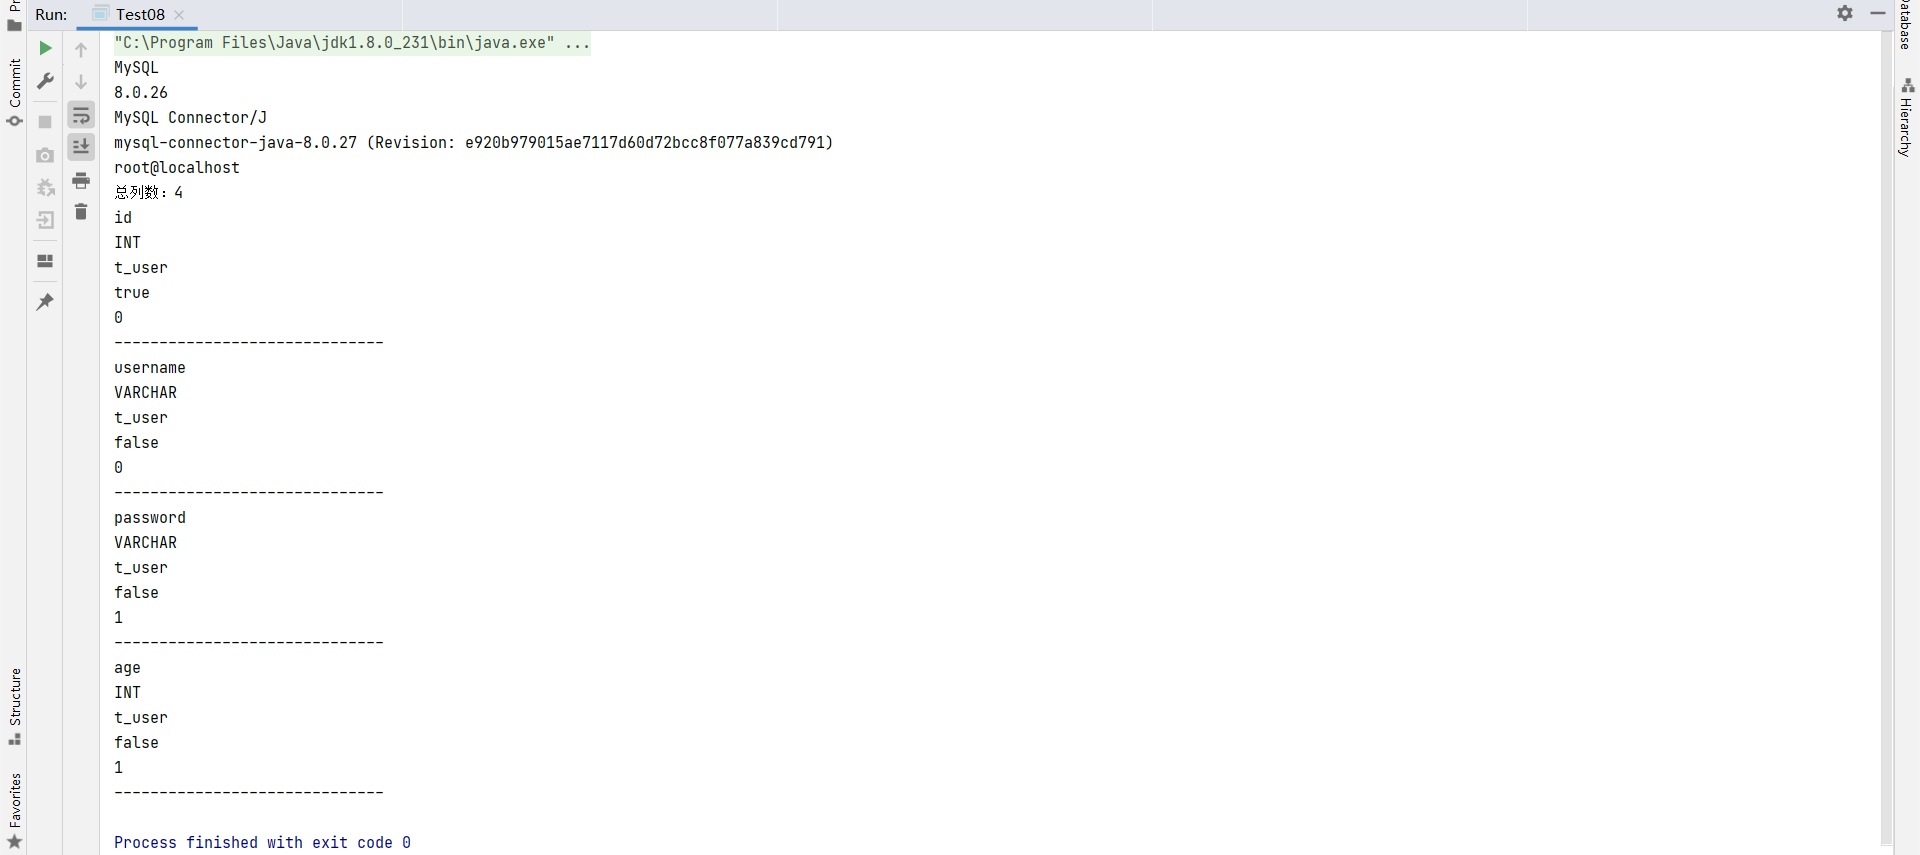 Run: Test08
"C:\Program Files\Java\jdk1.8.0_231\bin\java.exe" ...
MySQL
8.0.26
MySQL Connector/J
mysql-connector-java-8.0.27 (Revision: e920b979015ae7117d60d72bcc8f077a839cd791)
root@localhost
总列数：4
id
INT
t_user
true
0
------------------------------
username
VARCHAR
t_user
false
0
------------------------------
password
VARCHAR
t_user
false
1
------------------------------
age
INT
t_user
false
1
------------------------------
Process finished with exit code 0
Commit
Structure
Favorites
Database
Hierarchy